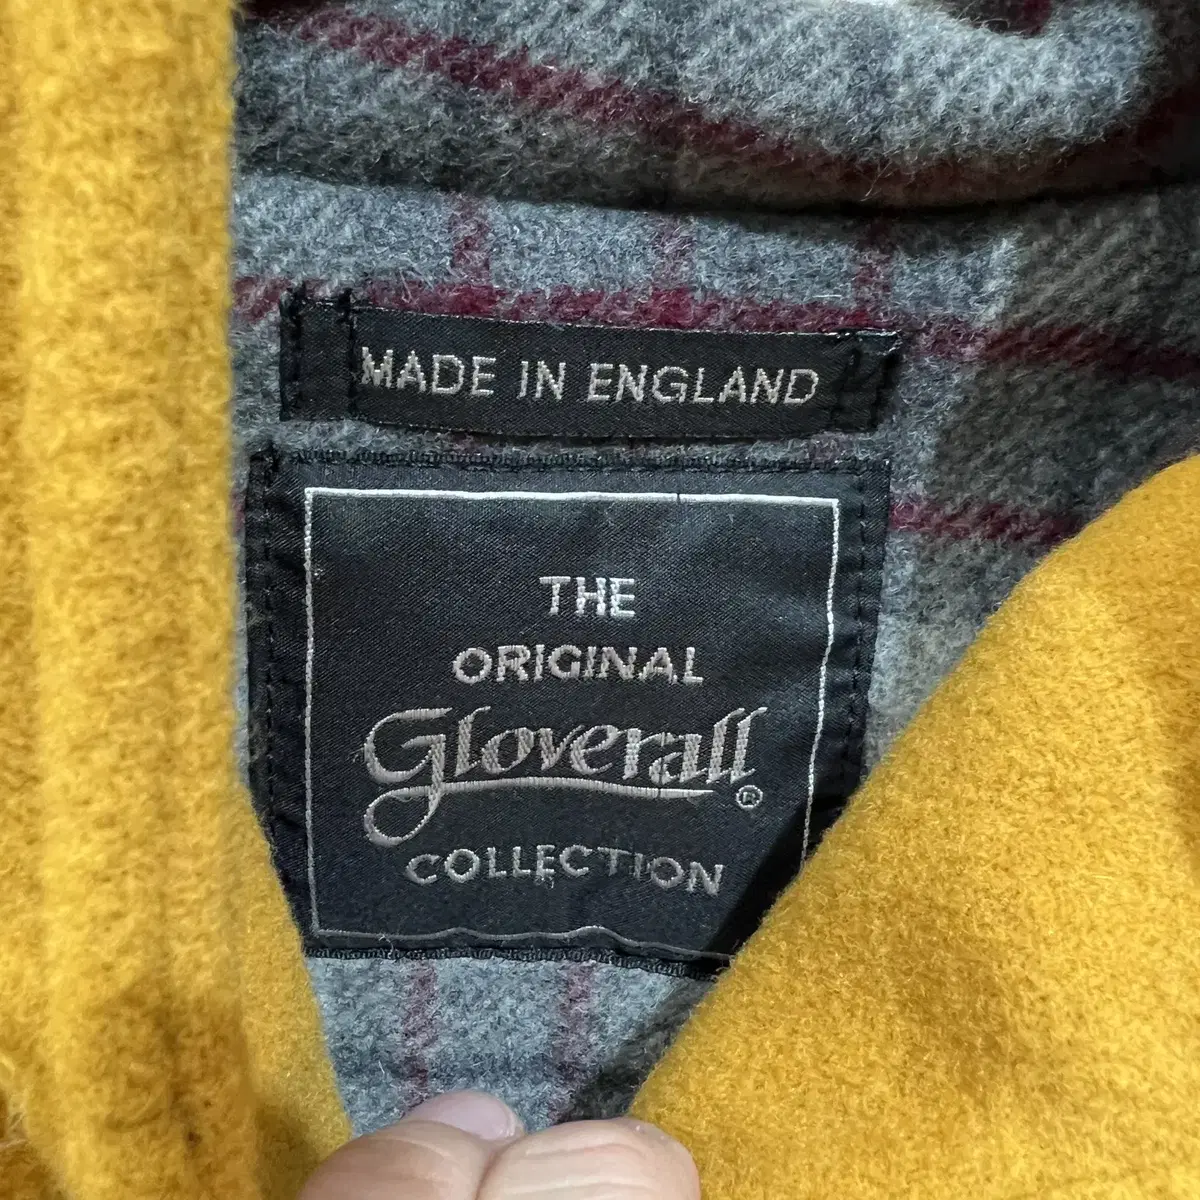 MADE IN ENGLAND
THE
ORIGINAL
Gloverall®
COLLECTION